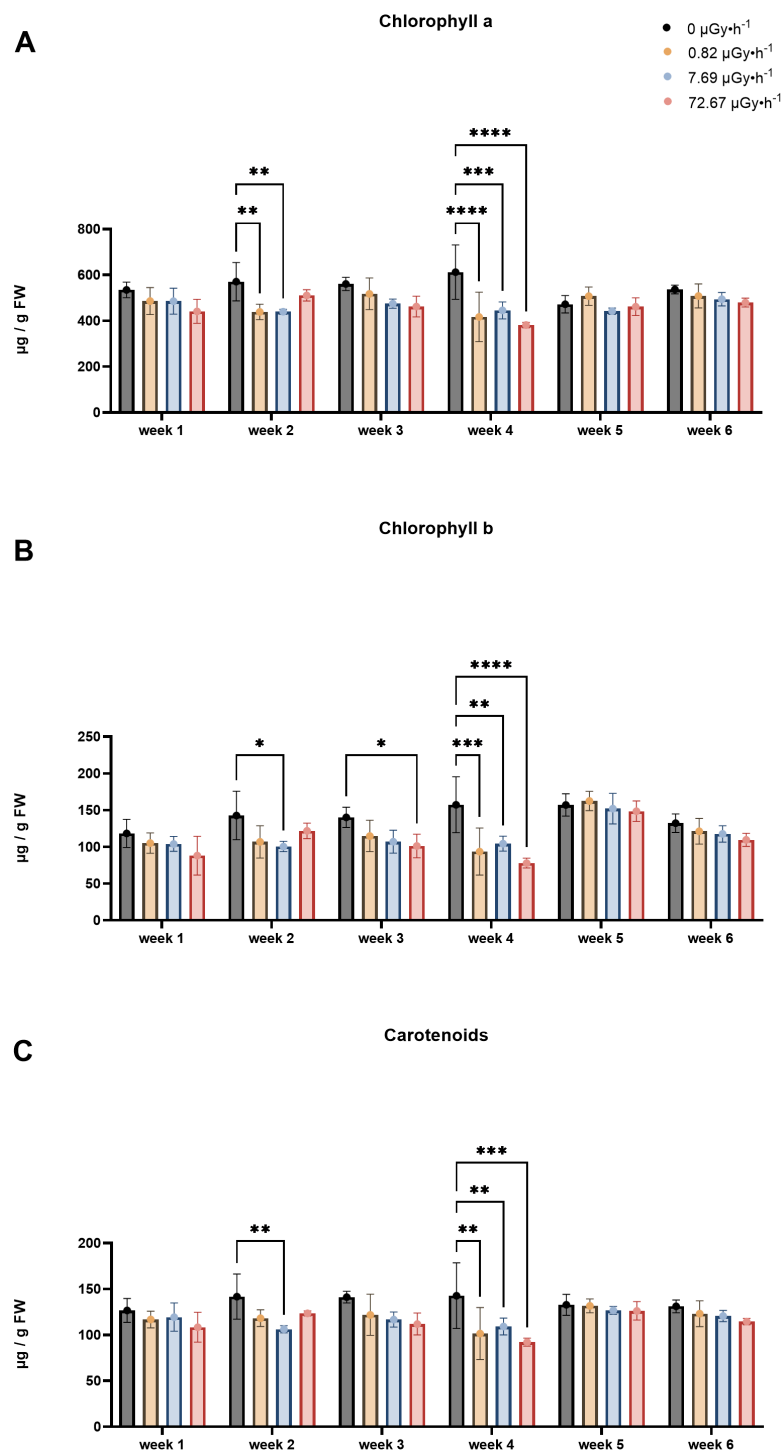 Chlorophyll a
A
0 µGy•h-1
0.82 µGy•h-1
7.69 µGy•h-1
72.67 µGy•h-1
****
** ***
** ****
800
600
400
200
0
µg / g FW
week 1 week 2 week 3 week 4 week 5 week 6
Chlorophyll b
B
****
**
* * ***
250
200
150
100
50
0
µg / g FW
week 1 week 2 week 3 week 4 week 5 week 6
Carotenoids
C
***
**
** **
200
150
100
50
0
µg / g FW
week 1 week 2 week 3 week 4 week 5 week 6